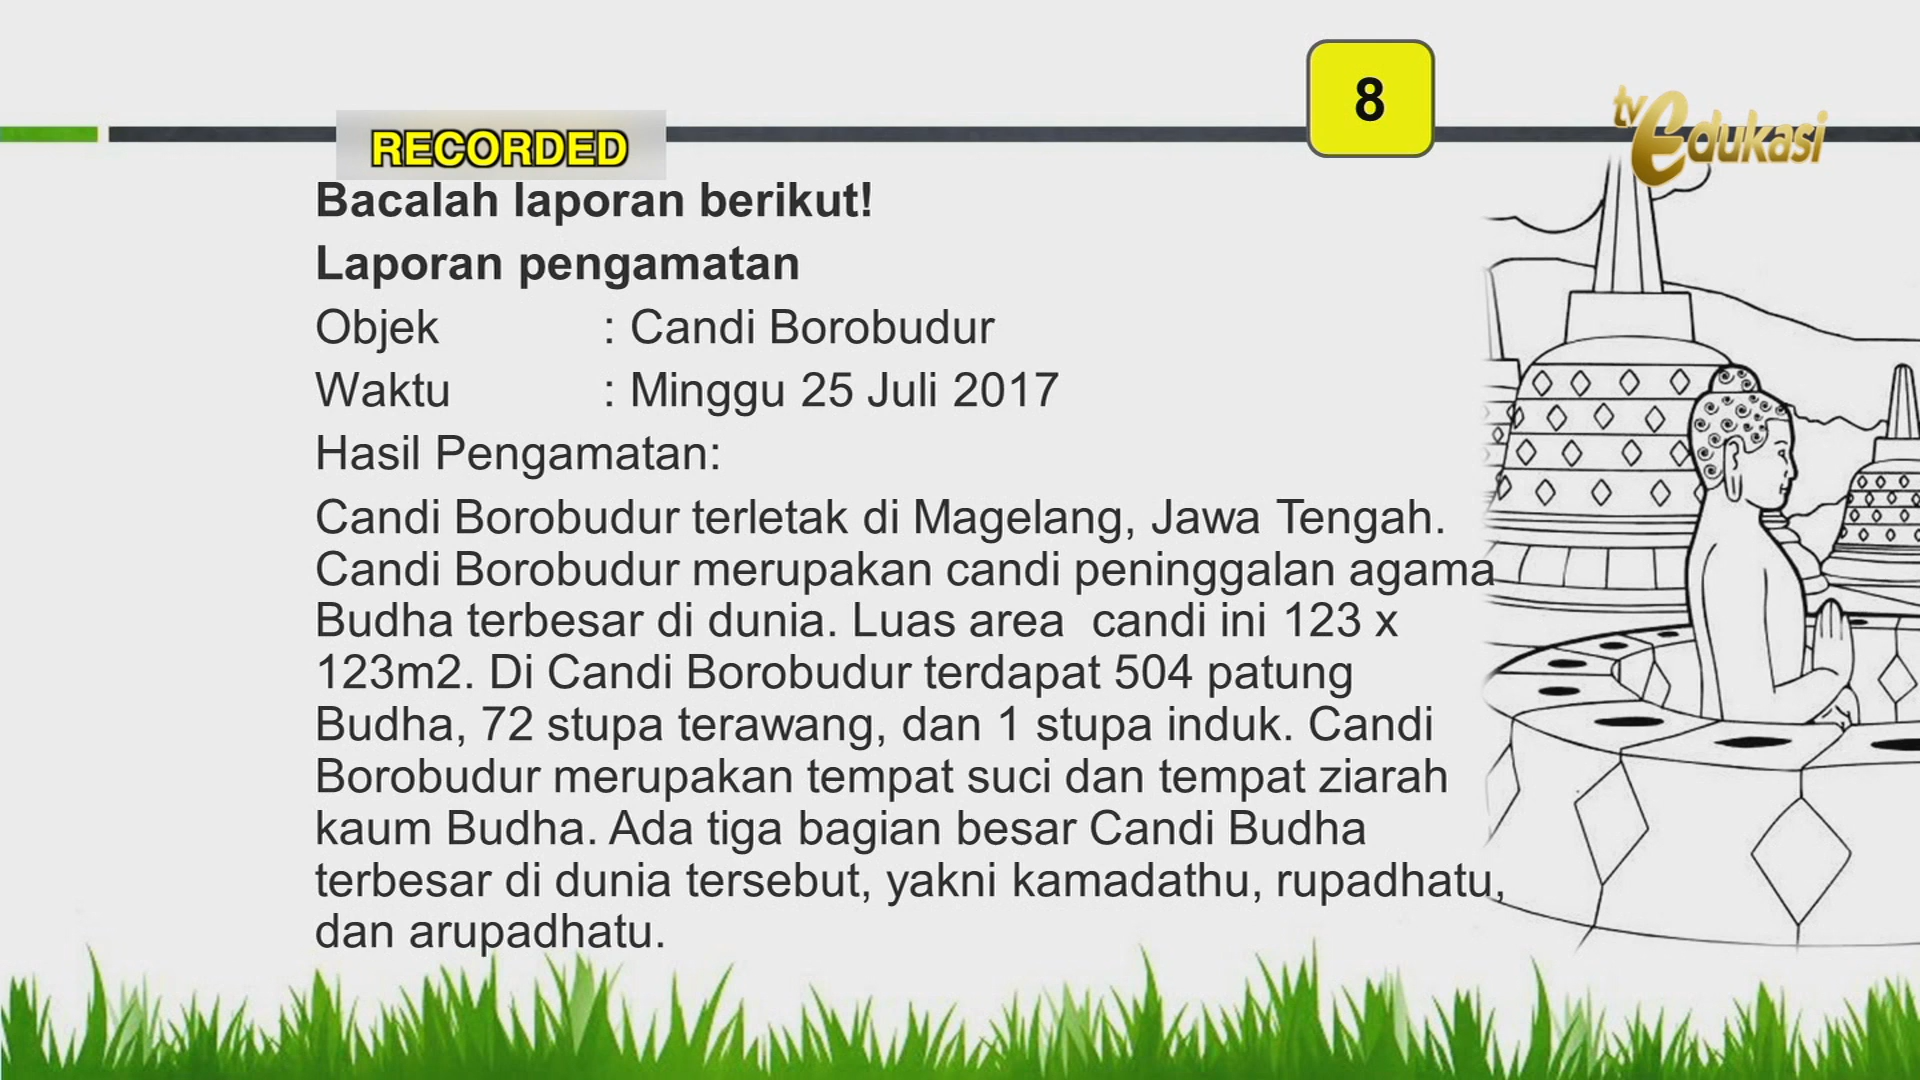 8
tv Edukasi
RECORDED
Bacalah laporan berikut!
Laporan pengamatan
Objek : Candi Borobudur
Waktu : Minggu 25 Juli 2017
Hasil Pengamatan:
Candi Borobudur terletak di Magelang, Jawa Tengah.
Candi Borobudur merupakan candi peninggalan agama
Budha terbesar di dunia. Luas area  candi ini 123 x
123m2. Di Candi Borobudur terdapat 504 patung
Budha, 72 stupa terawang, dan 1 stupa induk. Candi
Borobudur merupakan tempat suci dan tempat ziarah
kaum Budha. Ada tiga bagian besar Candi Budha
terbesar di dunia tersebut, yakni kamadathu, rupadhatu,
dan arupadhatu.